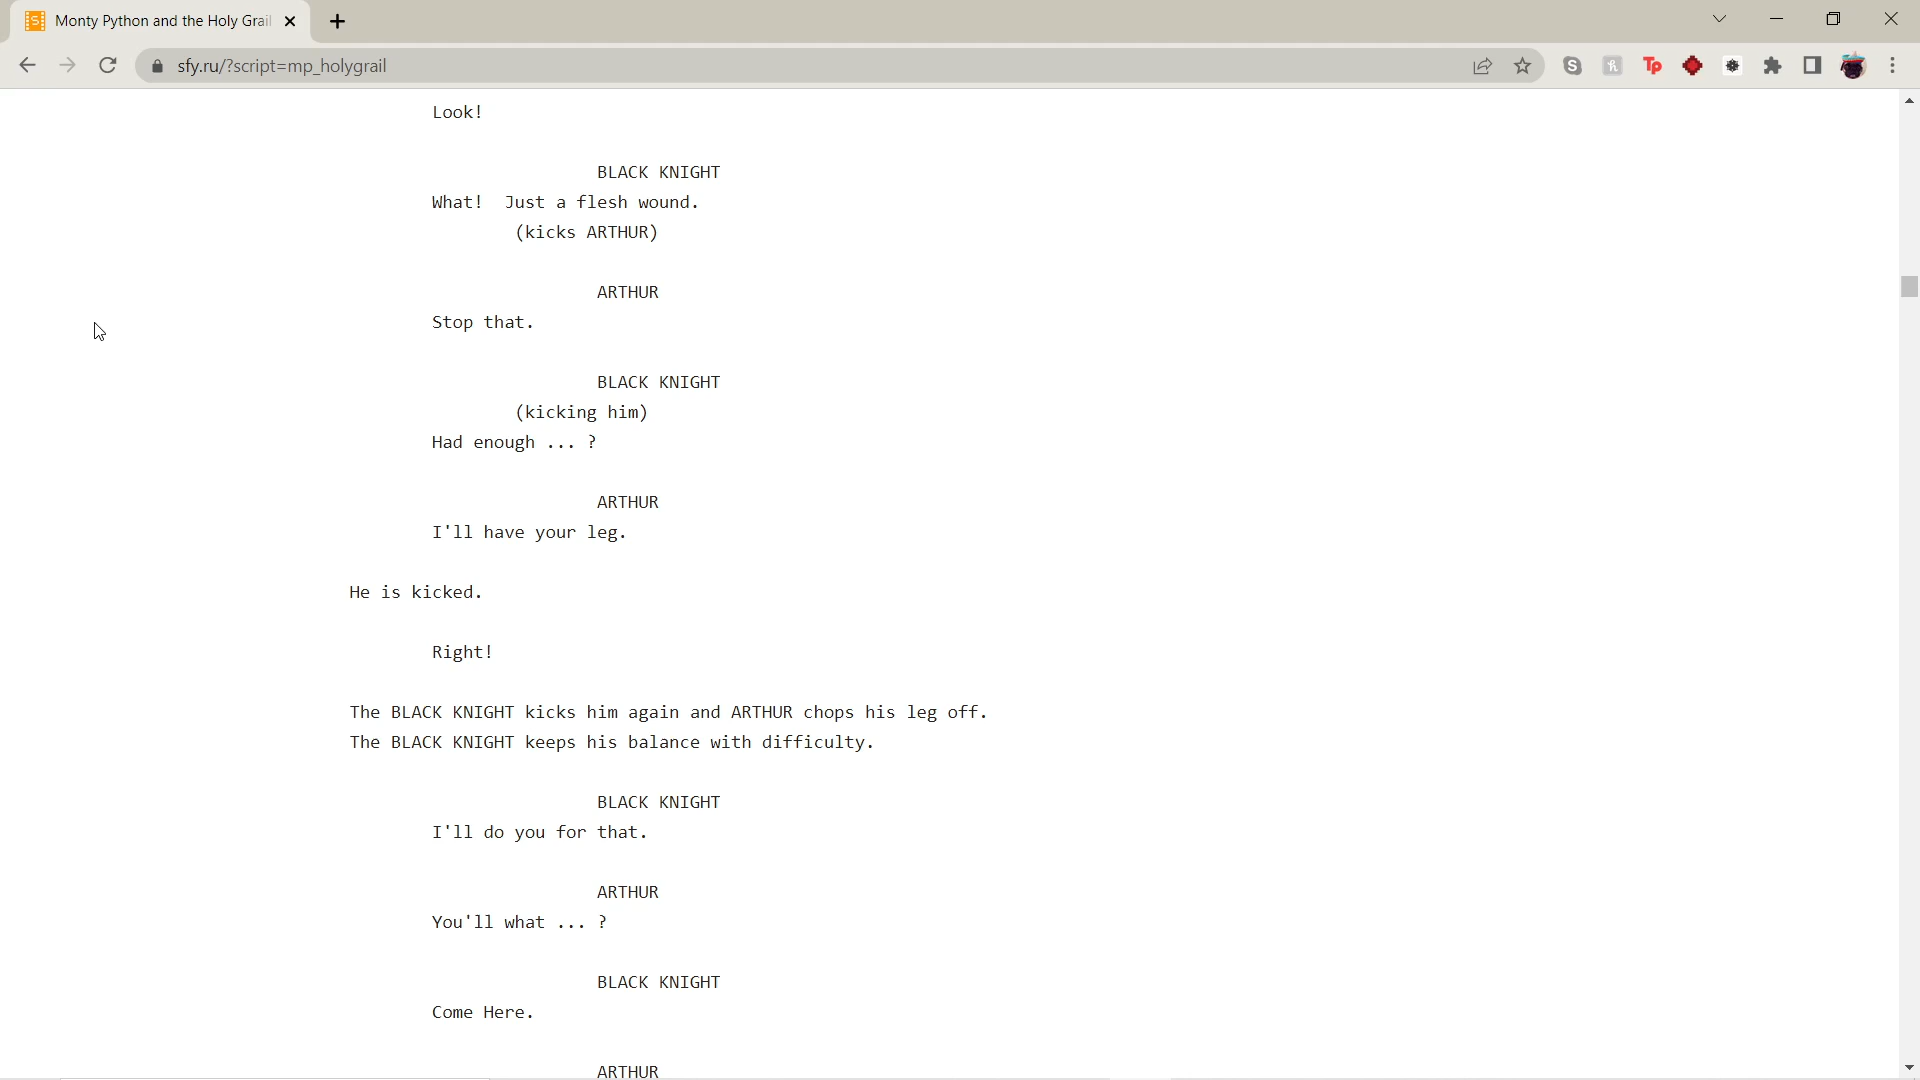 Monty Python and the Holy Grail
sfy.ru/?script=mp_holygrail
Look!
BLACK KNIGHT
What!  Just a flesh wound.
(kicks ARTHUR)
ARTHUR
Stop that.
BLACK KNIGHT
(kicking him)
Had enough ... ?
ARTHUR
I'll have your leg.
He is kicked.
Right!
The BLACK KNIGHT kicks him again and ARTHUR chops his leg off.
The BLACK KNIGHT keeps his balance with difficulty.
BLACK KNIGHT
I'll do you for that.
ARTHUR
You'll what ... ?
BLACK KNIGHT
Come Here.
ARTHUR